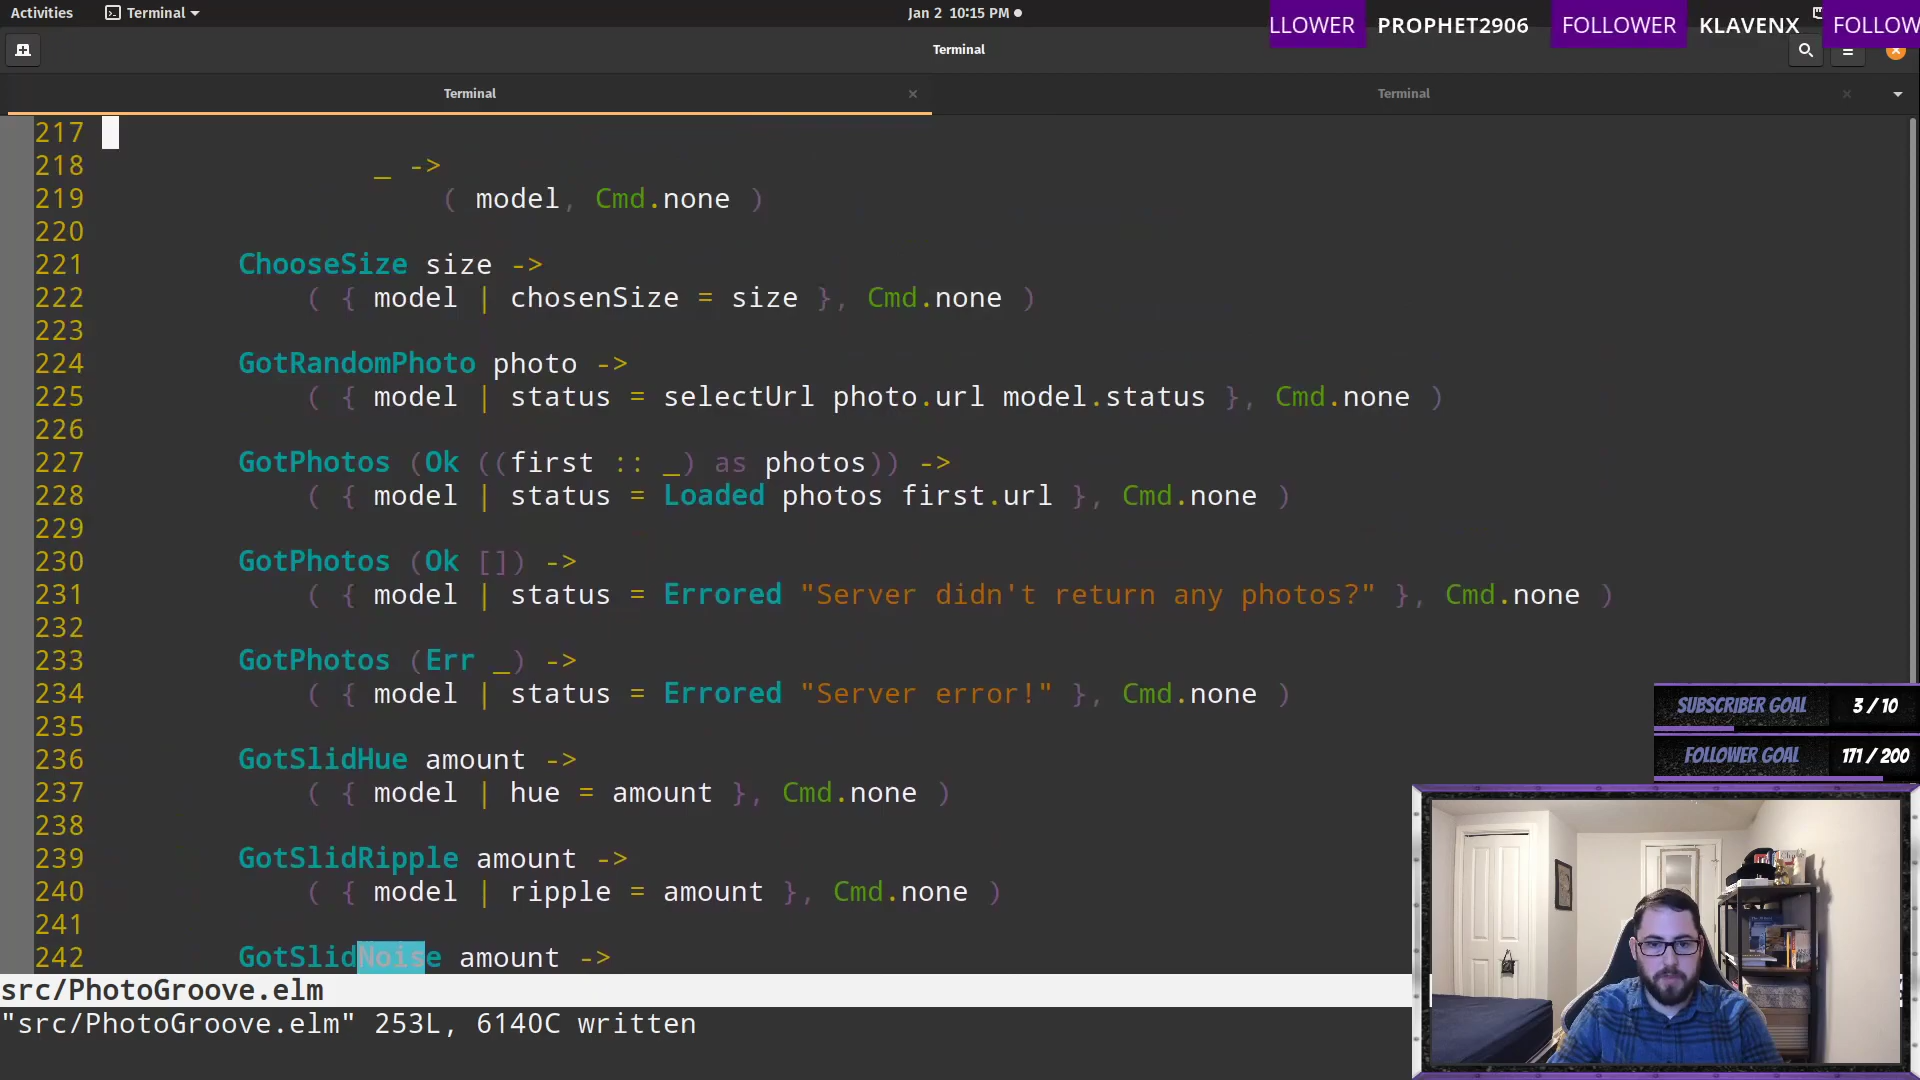 Activities
Terminal
Jan 2 10:15 PM
LLOWER PROPHET2906 FOLLOWER KLAVENX FOLLOW
Terminal
Terminal
Terminal
217
218 _ ->
219 ( model, Cmd.none )
220
221 ChooseSize size ->
222 ( { model | chosenSize = size }, Cmd.none )
223
224 GotRandomPhoto photo ->
225 ( { model | status = selectUrl photo.url model.status }, Cmd.none )
226
227 GotPhotos (Ok ((first :: _) as photos)) ->
228 ( { model | status = Loaded photos first.url }, Cmd.none )
229
230 GotPhotos (Ok []) ->
231 ( { model | status = Errored "Server didn't return any photos?" }, Cmd.none )
232
233 GotPhotos (Err _) ->
234 ( { model | status = Errored "Server error!" }, Cmd.none )
235
236 GotSlidHue amount ->
237 ( { model | hue = amount }, Cmd.none )
238
239 GotSlidRipple amount ->
240 ( { model | ripple = amount }, Cmd.none )
241
242 GotSlidNoise amount ->
src/PhotoGroove.elm
"src/PhotoGroove.elm" 253L, 6140C written
SUBSCRIBER GOAL 3 / 10
FOLLOWER GOAL 171 / 200